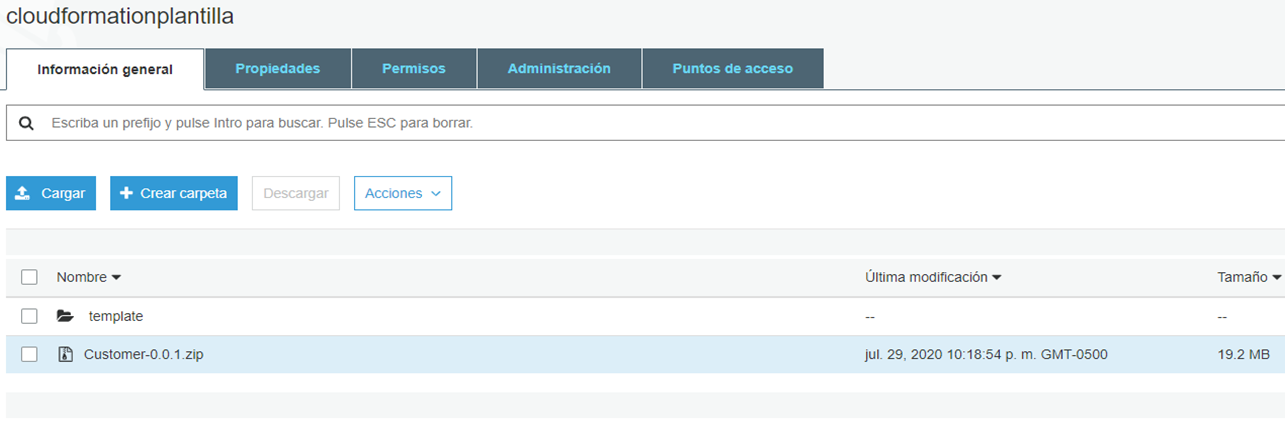 cloudformationplantilla
Información general Propiedades Permisos Administración Puntos de acceso
Escriba un prefijo y pulse Intro para buscar. Pulse ESC para borrar.
Cargar Crear carpeta Descargar Acciones
Nombre Última modificación Tamaño
template -- --
Customer-0.0.1.zip jul. 29, 2020 10:18:54 p. m. GMT-0500 19.2 MB